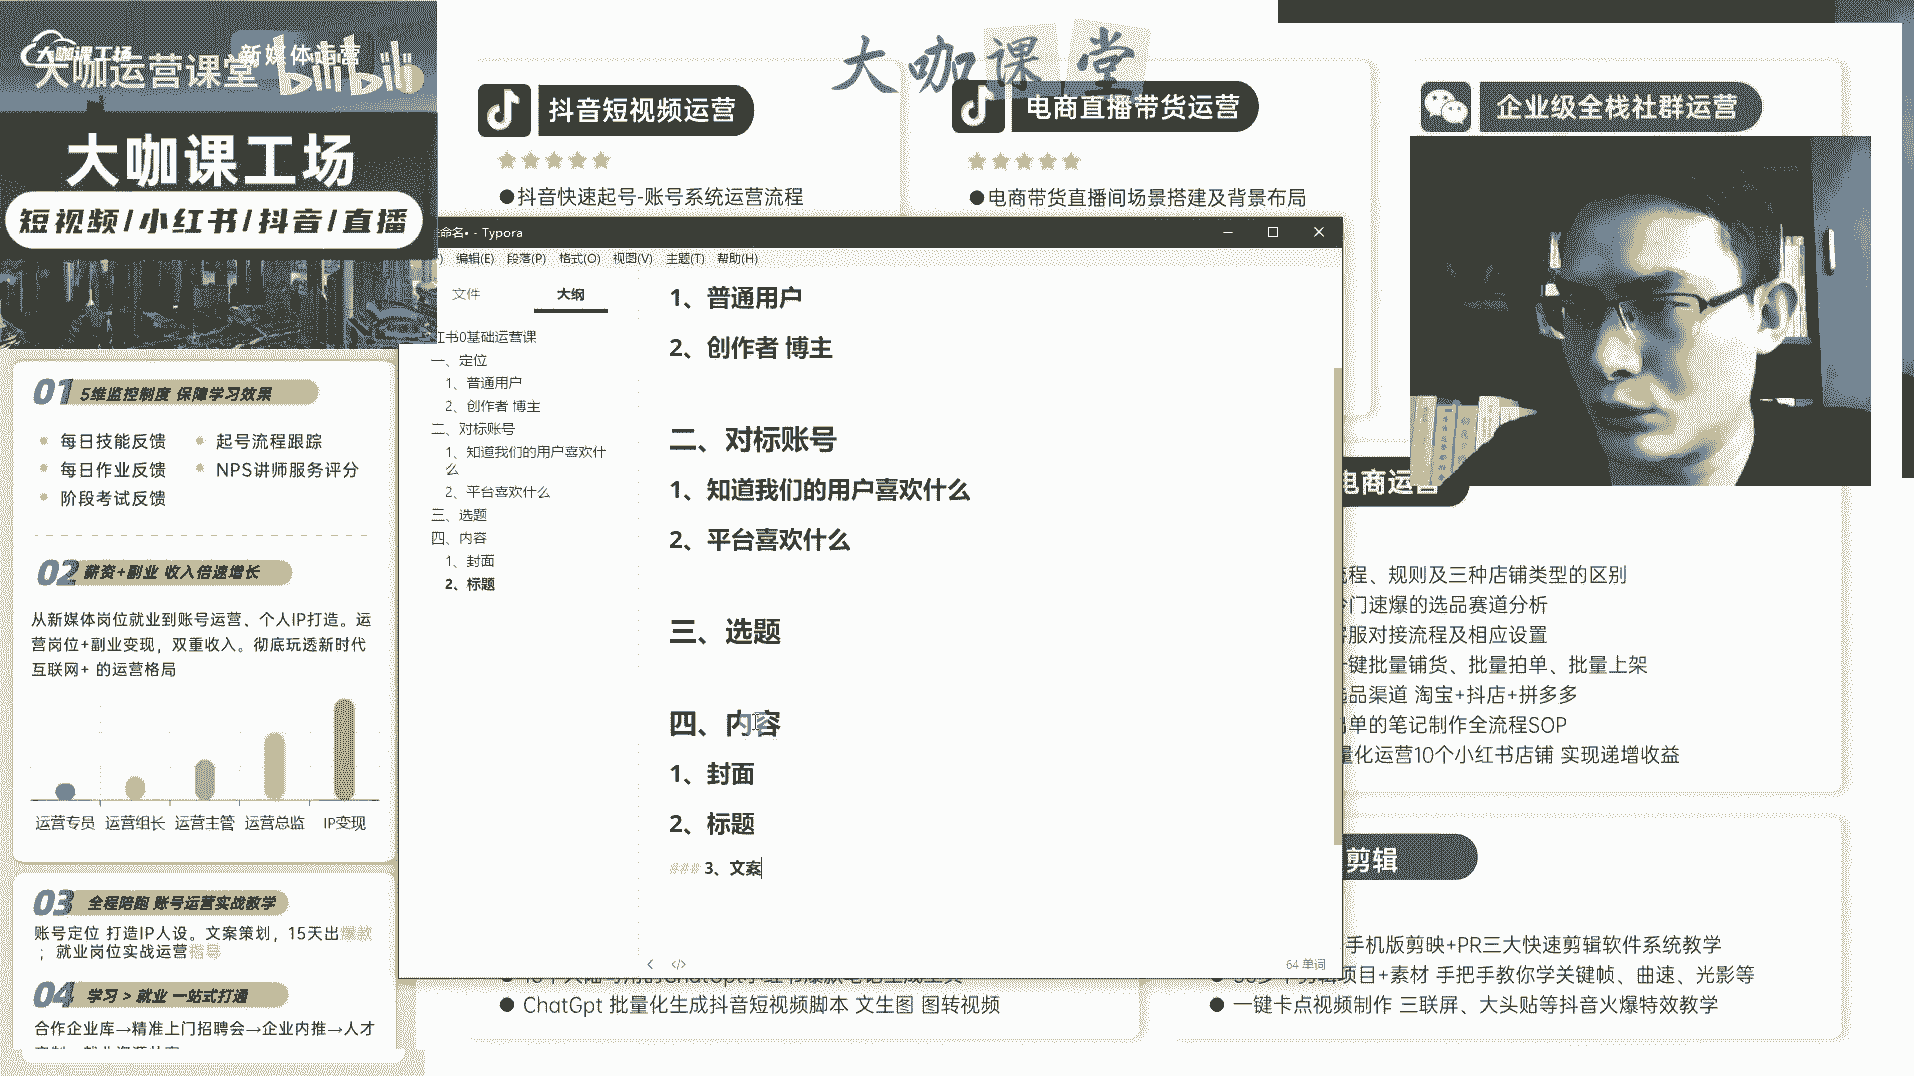 大咖课工场
大咖运营课堂
新媒体运营
bilibili
大咖课工场
短视频/小红书/抖音/直播
01 5维监控制度 保障学习效果
每日技能反馈
起号流程跟踪
每日作业反馈
NPS讲师服务评分
阶段考试反馈
02 薪资+副业 收入倍速增长
从新媒体岗位就业到账号运营、个人IP打造。运
营岗位+副业变现，双重收入。彻底玩透新时代
互联网+ 的运营格局
运营专员 运营组长 运营主管 运营总监 IP变现
03 全程陪跑 账号运营实战教学
账号定位 打造IP人设。文案策划，15天出爆款
；就业岗位实战运营指导
04 学习 > 就业 一站式打通
合作企业库→精准上门招聘会→企业内推→人才
大咖课堂
抖音短视频运营
●抖音快速起号-账号系统运营流程
电商直播带货运营
●电商带货直播间场景搭建及背景布局
企业级全栈社群运营
命名• - Typora
编辑(E) 段落(P) 格式(O) 视图(V) 主题(T) 帮助(H)
文件
大纲
红书0基础运营课
一、定位
1、普通用户
2、创作者 博主
二、对标账号
1、知道我们的用户喜欢什
么
2、平台喜欢什么
三、选题
四、内容
1、封面
2、标题
1、普通用户
2、创作者 博主
二、对标账号
1、知道我们的用户喜欢什么
2、平台喜欢什么
三、选题
四、内容
1、封面
2、标题
### 3、文案
64 单词
电商运营
流程、规则及三种店铺类型的区别
冷门速爆的选品赛道分析
客服对接流程及相应设置
一键批量铺货、批量拍单、批量上架
选品渠道 淘宝+抖店+拼多多
出单的笔记制作全流程SOP
量化运营10个小红书店铺 实现递增收益
剪辑
手机版剪映+PR三大快速剪辑软件系统教学
项目+素材 手把手教你学关键帧、曲速、光影等
● 一键卡点视频制作 三联屏、大头贴等抖音火爆特效教学
● ChatGpt 批量化生成抖音短视频脚本 文生图 图转视频